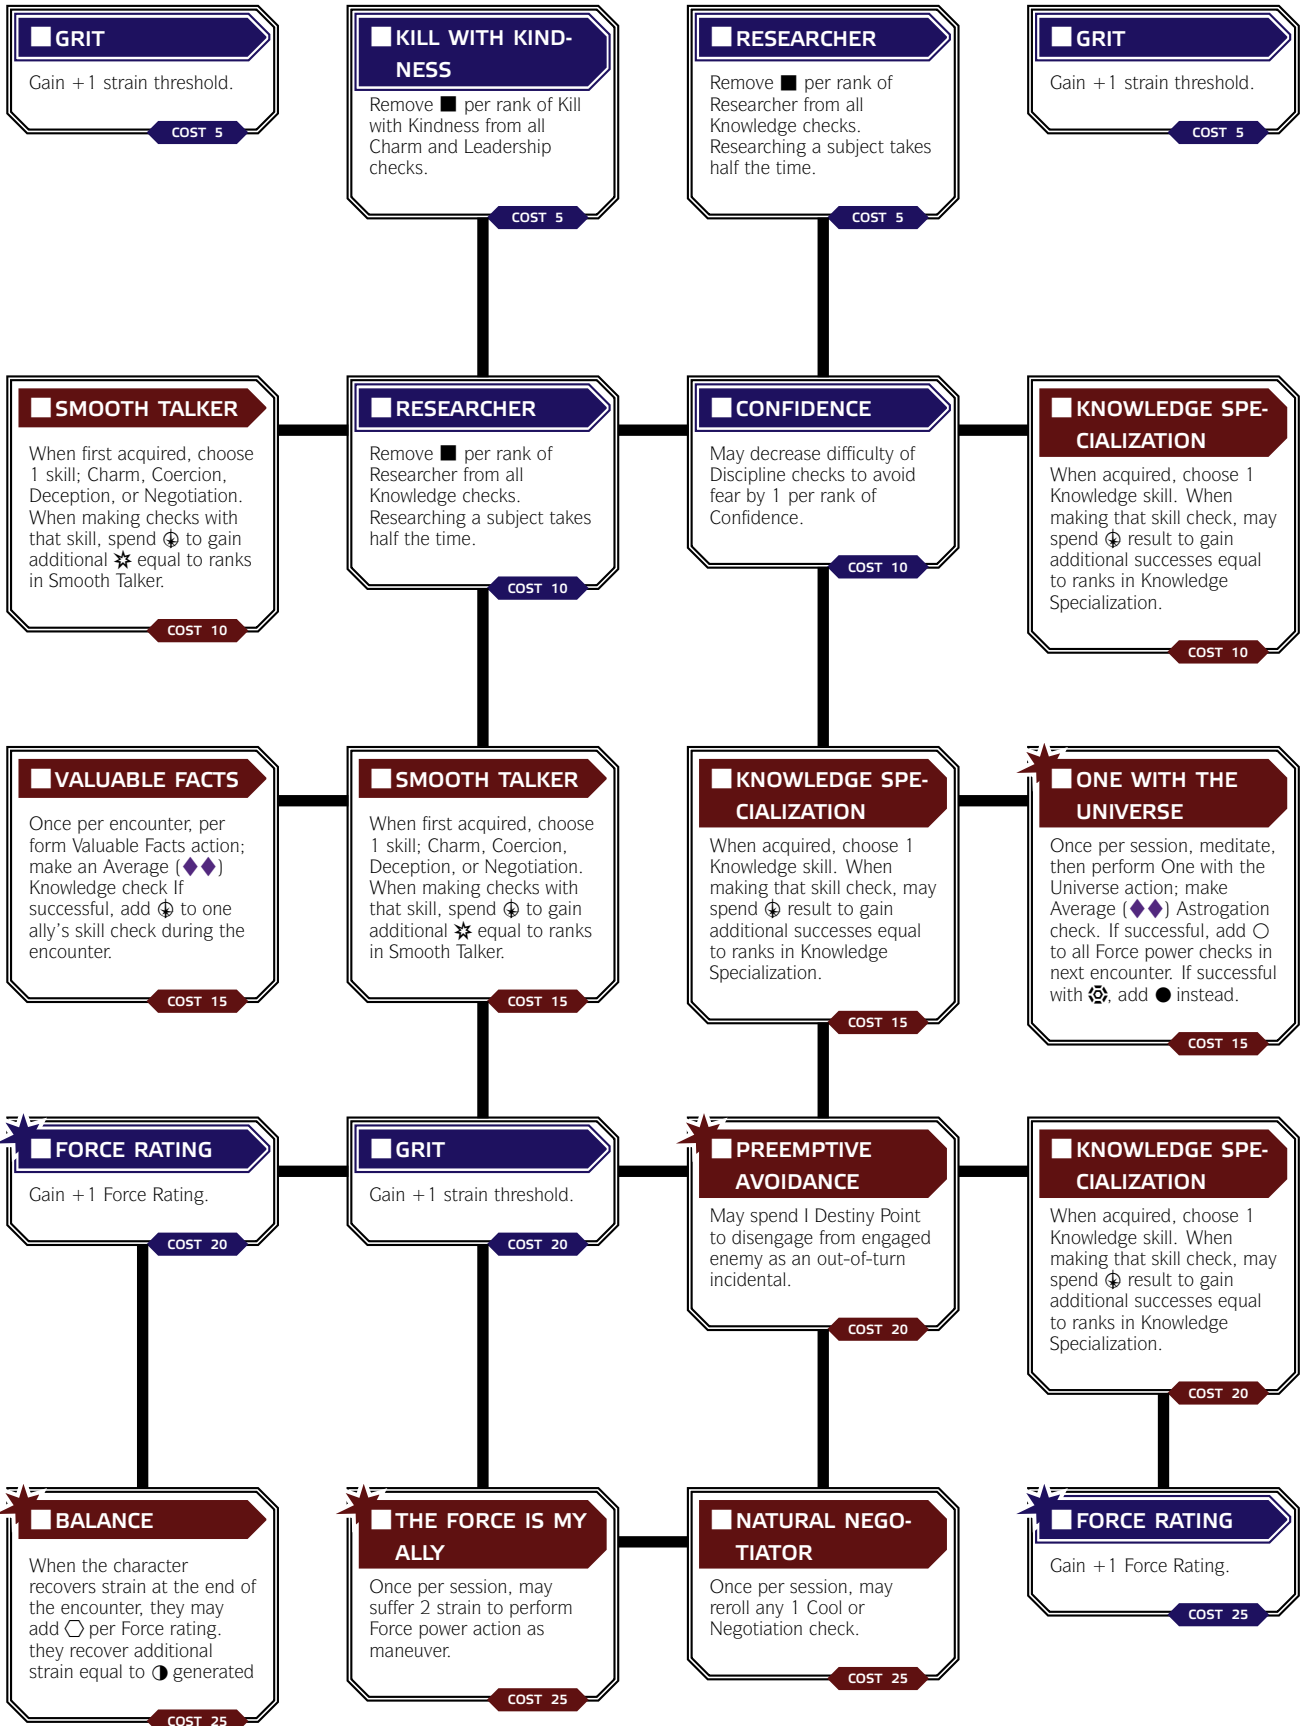 GRIT
Gain +1 strain threshold.
COST 5
KILL WITH KIND-
NESS
Remove ■ per rank of Kill
with Kindness from all
Charm and Leadership
checks.
COST 5
RESEARCHER
Remove ■ per rank of
Researcher from all
Knowledge checks.
Researching a subject takes
half the time.
COST 5
GRIT
Gain +1 strain threshold.
COST 5
SMOOTH TALKER
When first acquired, choose
1 skill; Charm, Coercion,
Deception, or Negotiation.
When making checks with
that skill, spend to gain
additional equal to ranks
in Smooth Talker.
COST 10
RESEARCHER
Remove ■ per rank of
Researcher from all
Knowledge checks.
Researching a subject takes
half the time.
COST 10
CONFIDENCE
May decrease difficulty of
Discipline checks to avoid
fear by 1 per rank of
Confidence.
COST 10
KNOWLEDGE SPE-
CIALIZATION
When acquired, choose 1
Knowledge skill. When
making that skill check, may
spend result to gain
additional successes equal
to ranks in Knowledge
Specialization.
COST 10
VALUABLE FACTS
Once per encounter, per
form Valuable Facts action;
make an Average (♦♦)
Knowledge check If
successful, add to one
ally's skill check during the
encounter.
COST 15
SMOOTH TALKER
When first acquired, choose
1 skill; Charm, Coercion,
Deception, or Negotiation.
When making checks with
that skill, spend to gain
additional equal to ranks
in Smooth Talker.
COST 15
KNOWLEDGE SPE-
CIALIZATION
When acquired, choose 1
Knowledge skill. When
making that skill check, may
spend result to gain
additional successes equal
to ranks in Knowledge
Specialization.
COST 15
ONE WITH THE
UNIVERSE
Once per session, meditate,
then perform One with the
Universe action; make
Average (♦♦) Astrogation
check. If successful, add ○
to all Force power checks in
next encounter. If successful
with , add ● instead.
COST 15
FORCE RATING
Gain +1 Force Rating.
COST 20
GRIT
Gain +1 strain threshold.
COST 20
PREEMPTIVE
AVOIDANCE
May spend I Destiny Point
to disengage from engaged
enemy as an out-of-turn
incidental.
COST 20
KNOWLEDGE SPE-
CIALIZATION
When acquired, choose 1
Knowledge skill. When
making that skill check, may
spend result to gain
additional successes equal
to ranks in Knowledge
Specialization.
COST 20
BALANCE
When the character
recovers strain at the end of
the encounter, they may
add ⬡ per Force rating.
they recover additional
strain equal to ◑ generated
COST 25
THE FORCE IS MY
ALLY
Once per session, may
suffer 2 strain to perform
Force power action as
maneuver.
COST 25
NATURAL NEGO-
TIATOR
Once per session, may
reroll any 1 Cool or
Negotiation check.
COST 25
FORCE RATING
Gain +1 Force Rating.
COST 25